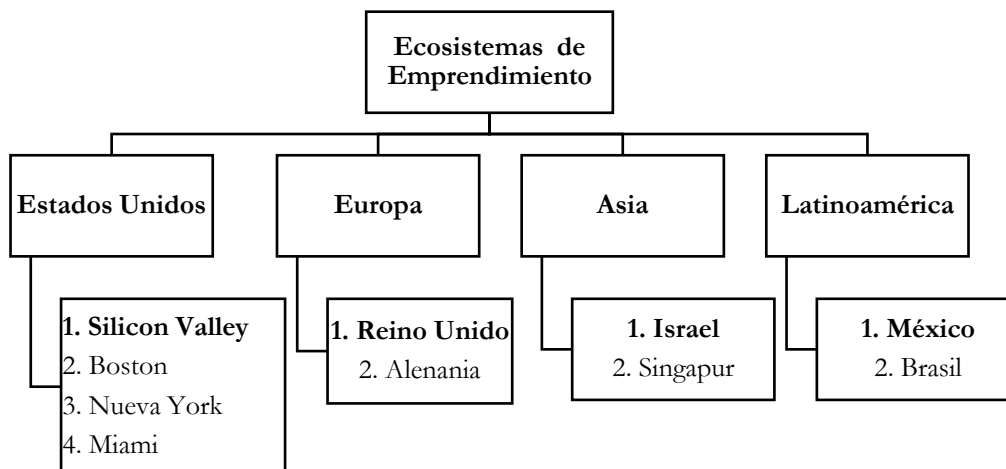 Ecosistemas de
Emprendimiento
Estados Unidos
Europa
Asia
Latinoamérica
1. Silicon Valley
2. Boston
3. Nueva York
4. Miami
1. Reino Unido
2. Alenania
1. Israel
2. Singapur
1. México
2. Brasil